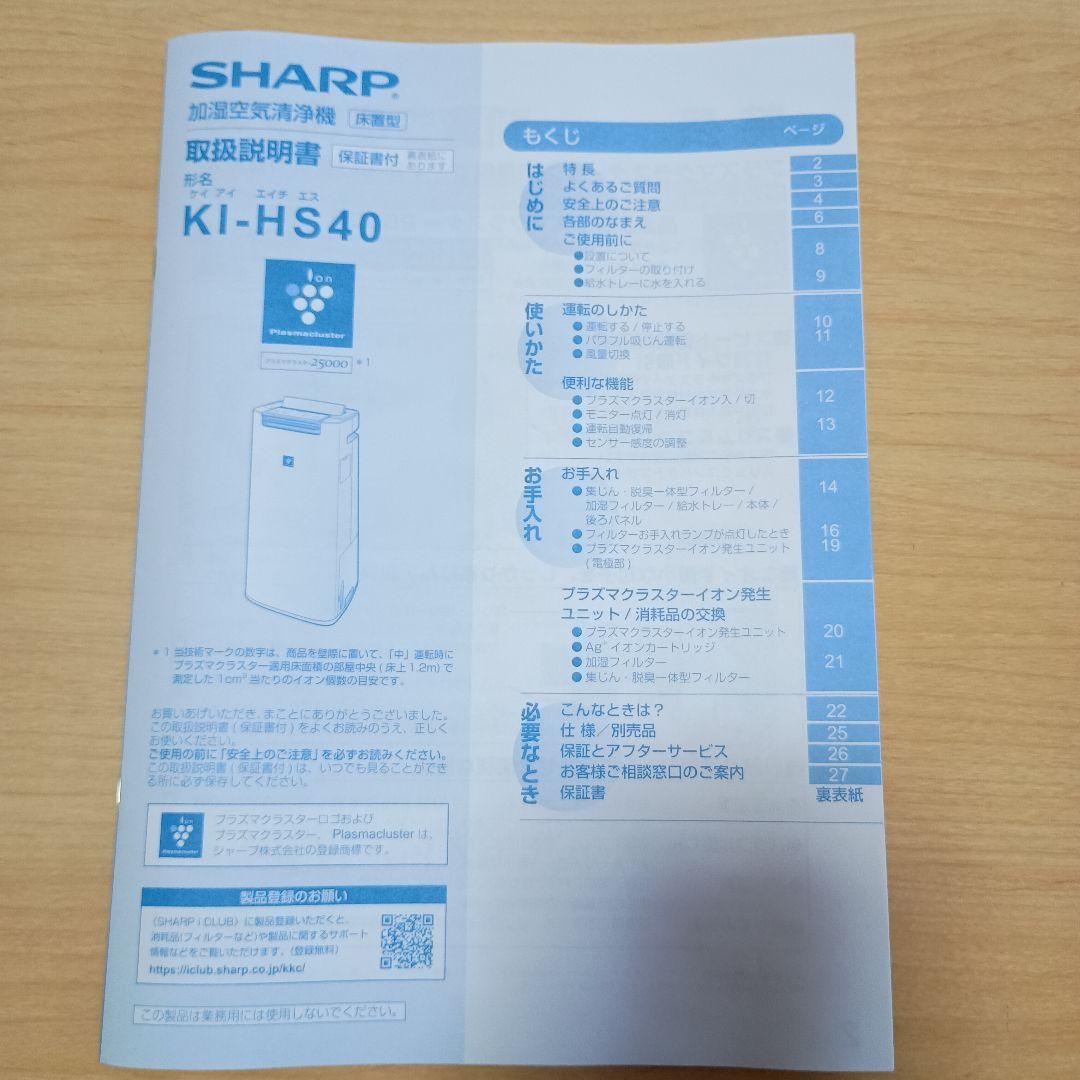 SHARP®
加湿空気清浄機 床置型
取扱説明書 保証書付 裏表紙にあります
形名
ケイ アイ エイチ エス
KI-HS40
Ion
Plasmacluster
プラズマクラスター25000 *1
*1 当技術マークの数字は、商品を壁際に置いて、「中」運転時に
プラズマクラスター適用床面積の部屋中央(床上1.2m)で
測定した1cm³当たりのイオン個数の目安です。
お買いあげいただき、まことにありがとうございました。
この取扱説明書(保証書付)をよくお読みのうえ、正しく
お使いください。
ご使用の前に「安全上のご注意」を必ずお読みください。
この取扱説明書(保証書付)は、いつでも見ることができ
る所に必ず保存してください。
Ion
Plasmacluster
プラズマクラスターロゴおよび
プラズマクラスター、Plasmaclusterは、
シャープ株式会社の登録商標です。
製品登録のお願い
〈SHARP i CLUB〉に製品登録いただくと、
消耗品(フィルターなど)や製品に関するサポート
情報などをご覧いただけます。(登録無料)
https://iclub.sharp.co.jp/kkc/
この製品は業務用には使用しないでください。
もくじ ページ
はじめに
特長 2
よくあるご質問 3
安全上のご注意 4
各部のなまえ 6
ご使用前に
●設置について 8
●フィルターの取り付け
●給水トレーに水を入れる 9
使いかた
運転のしかた
●運転する/停止する 10
●パワフル吸じん運転 11
●風量切換
便利な機能
●プラズマクラスターイオン入/切 12
●モニター点灯/消灯
●運転自動復帰 13
●センサー感度の調整
お手入れ
お手入れ
●集じん・脱臭一体型フィルター/ 14
加湿フィルター/給水トレー/本体/
後ろパネル
●フィルターお手入れランプが点灯したとき 16
●プラズマクラスターイオン発生ユニット 19
(電極部)
プラズマクラスターイオン発生
ユニット/消耗品の交換
●プラズマクラスターイオン発生ユニット 20
●Ag⁺イオンカートリッジ
●加湿フィルター 21
●集じん・脱臭一体型フィルター
必要なとき
こんなときは? 22
仕様/別売品 25
保証とアフターサービス 26
お客様ご相談窓口のご案内 27
保証書 裏表紙